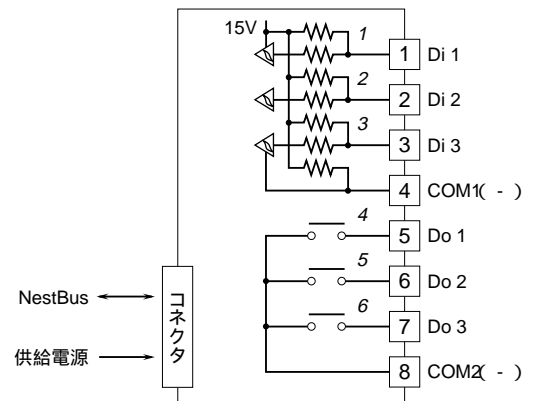 15V
1
1 Di 1
2
2 Di 2
3
3 Di 3
4 COM1( - )
4
5 Do 1
5
6 Do 2
6
7 Do 3
8 COM2( - )
NestBus
供給電源
コネクタ